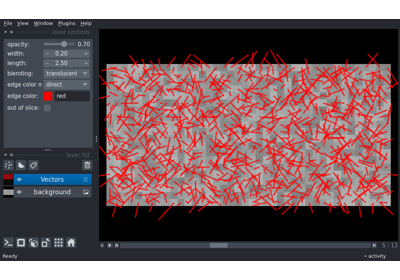 File View Window Plugins Help
layer controls
opacity: 0.70
width: 0.20
length: 2.50
blending: translucent
edge color m direct
edge color: red
out of slice:
layer list
Vectors
background
0 5 13
Ready activity